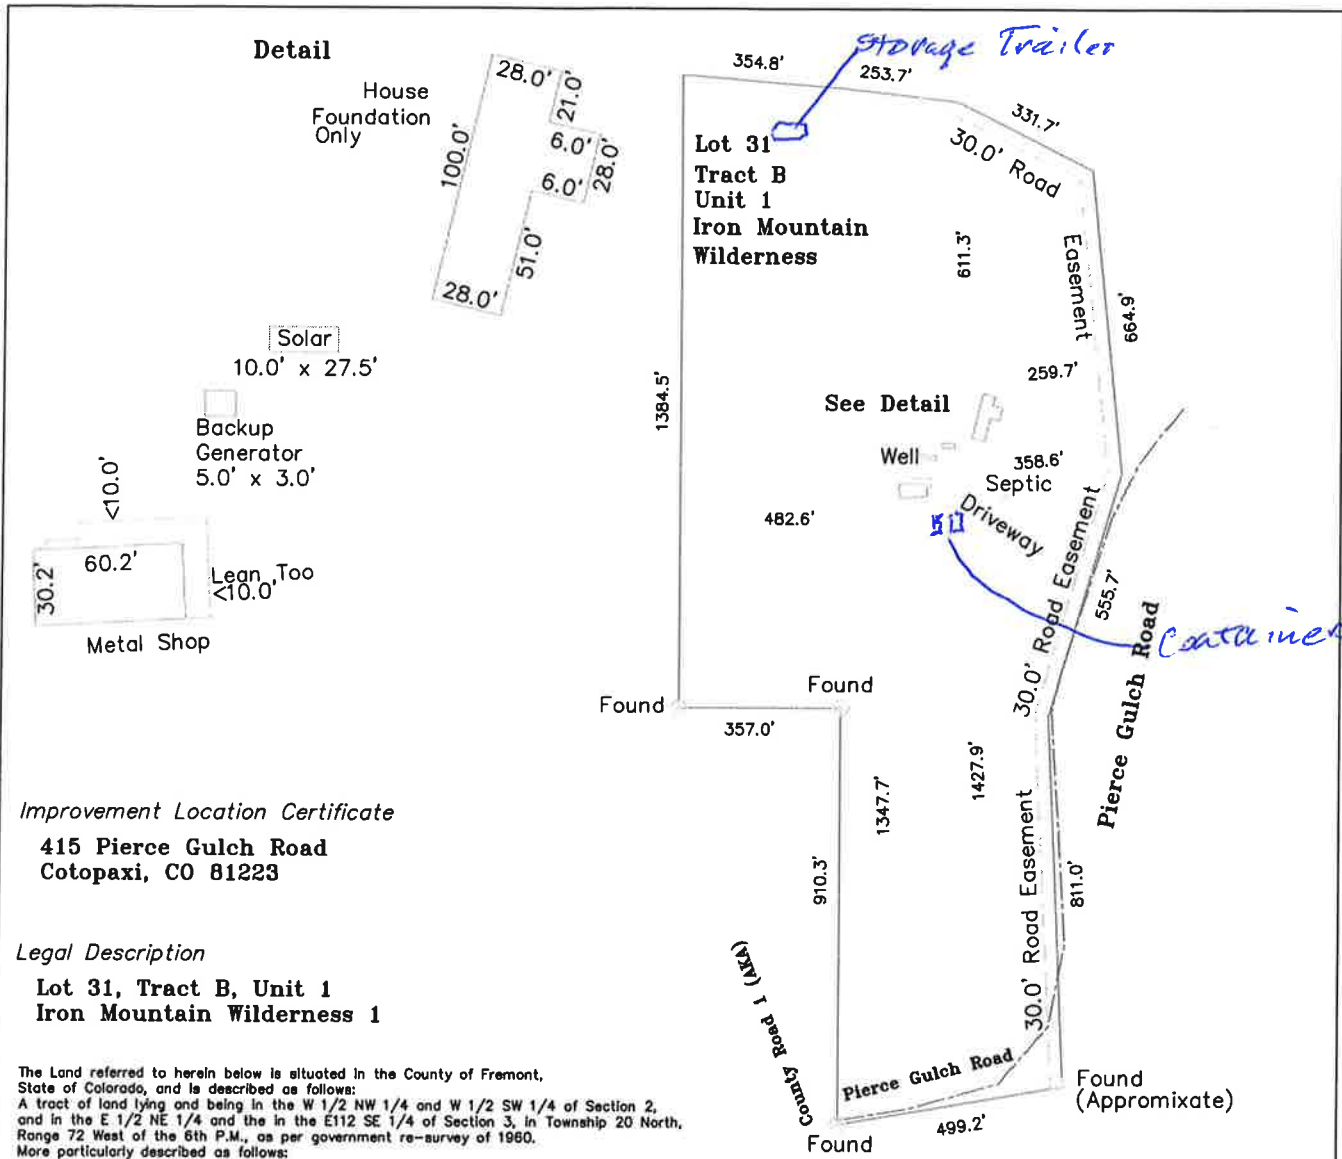 Detail
House
Foundation
Only
28.0'
21.0'
6.0'
28.0'
6.0'
100.0'
51.0'
28.0'
Solar
10.0' x 27.5'
Backup
Generator
5.0' x 3.0'
<10.0'
30.2'
60.2'
Lean Too
<10.0'
Metal Shop
Storage Trailer
354.8'
253.7'
331.7'
30.0' Road
Easement
Lot 31
Tract B
Unit 1
Iron Mountain
Wilderness
611.3'
664.9'
1384.5'
259.7'
See Detail
Well
358.6'
Septic
482.6'
Driveway
30.0' Road Easement
555.7'
Container
Pierce Gulch Road
Found
Found
357.0'
1347.7'
1427.9'
910.3'
30.0' Road Easement
811.0'
County Road 1 (AKA)
Pierce Gulch Road
499.2'
Found
Found
(Appromixate)
Improvement Location Certificate
415 Pierce Gulch Road
Cotopaxi, CO 81223
Legal Description
Lot 31, Tract B, Unit 1
Iron Mountain Wilderness 1
The Land referred to herein below is situated in the County of Fremont,
State of Colorado, and is described as follows:
A tract of land lying and being in the W 1/2 NW 1/4 and W 1/2 SW 1/4 of Section 2,
and in the E 1/2 NE 1/4 and the in the E112 SE 1/4 of Section 3, in Township 20 North,
Range 72 West of the 6th P.M., as per government re-survey of 1960.
More particularly described as follows: